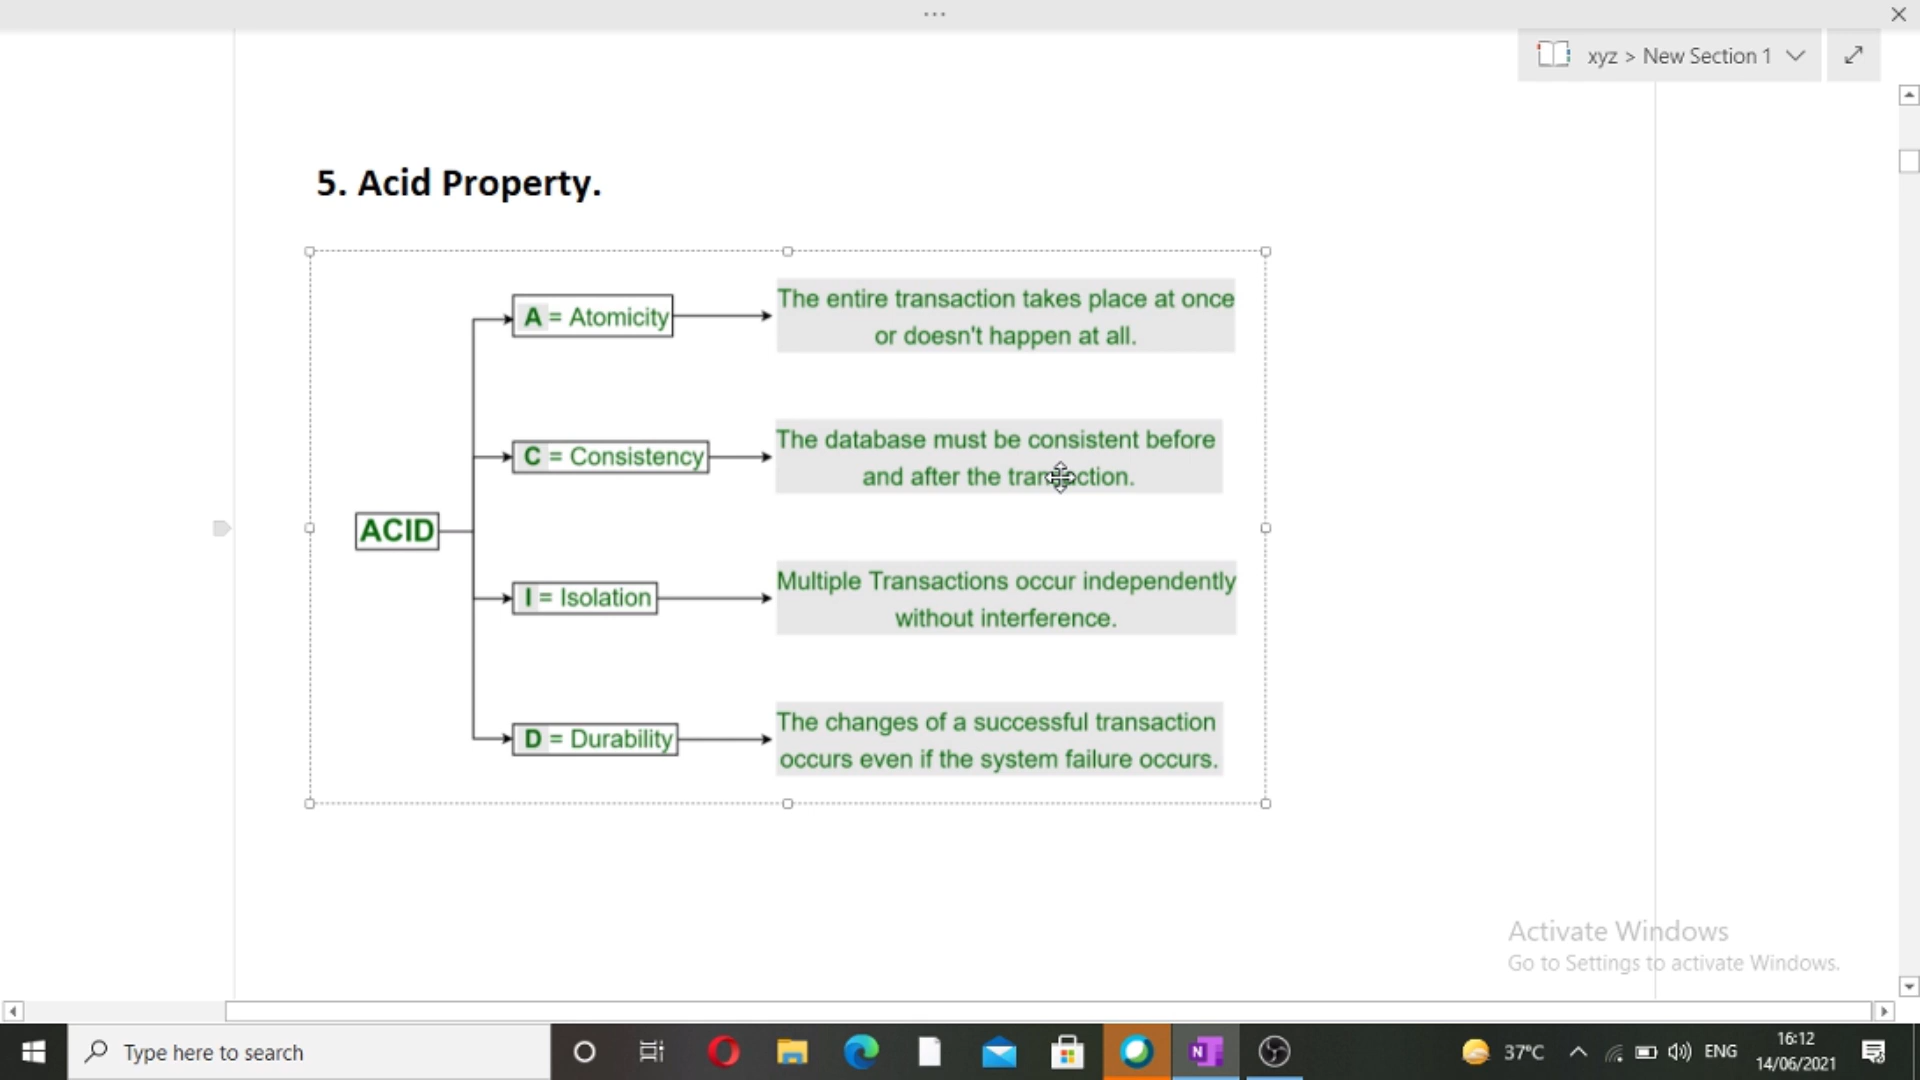 xyz > New Section 1
5. Acid Property.
A = Atomicity
The entire transaction takes place at once
or doesn't happen at all.
C = Consistency
The database must be consistent before
and after the transaction.
ACID
I = Isolation
Multiple Transactions occur independently
without interference.
D = Durability
The changes of a successful transaction
occurs even if the system failure occurs.
Activate Windows
Go to Settings to activate Windows.
Type here to search
N
37°C
ENG
16:12
14/06/2021